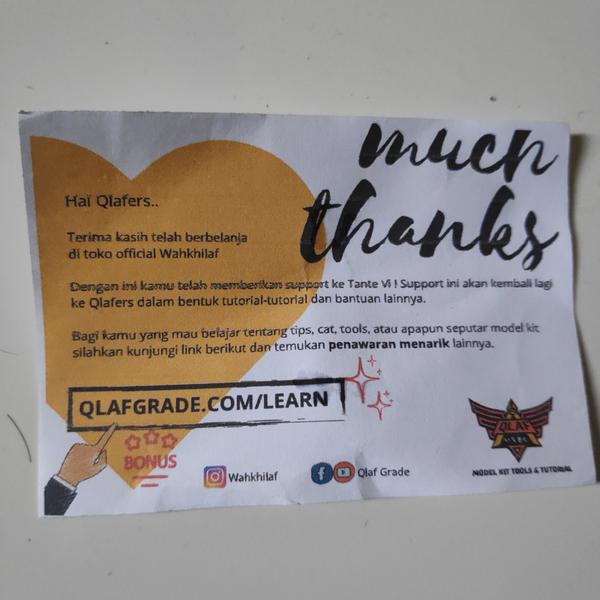 much
thanks
Haï Qlafers..
Terima kasih telah berbelanja
di toko official Wahkhilaf
Dengan ini kamu telah memberikan support ke Tante Vi ! Support ini akan kembali lagi
ke Qlafers dalam bentuk tutorial-tutorial dan bantuan lainnya.
Bagi kamu yang mau belajar tentang tips, cat, tools, atau apapun seputar model kit
silahkan kunjungi link berikut dan temukan penawaran menarik lainnya.
QLAFGRADE.COM/LEARN
BONUS
Wahkhilaf
Qlaf Grade
QLAF
MODEL KIT TOOLS & TUTORIAL